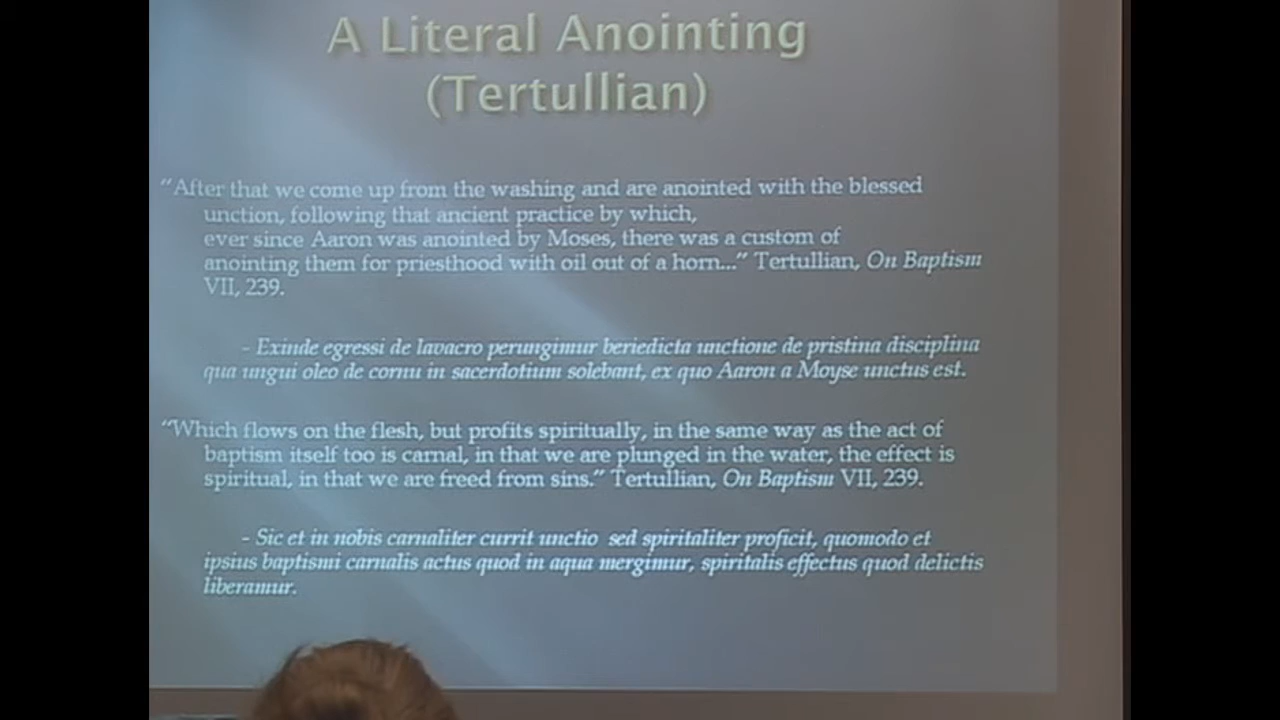 A Literal Anointing
(Tertullian)
“After that we come up from the washing and are anointed with the blessed
unction, following that ancient practice by which,
ever since Aaron was anointed by Moses, there was a custom of
anointing them for priesthood with oil out of a horn...” Tertullian, On Baptism
VII, 239.
- Exinde egressi de lavacro perungimur beriedicta unctione de pristina disciplina
qua ungui oleo de cornu in sacerdotium solebant, ex quo Aaron a Moyse unctus est.
“Which flows on the flesh, but profits spiritually, in the same way as the act of
baptism itself too is carnal, in that we are plunged in the water, the effect is
spiritual, in that we are freed from sins.” Tertullian, On Baptism VII, 239.
- Sic et in nobis carnaliter currit unctio sed spiritaliter proficit, quomodo et
ipsius baptismi carnalis actus quod in aqua mergimur, spiritalis effectus quod delictis
liberamur.